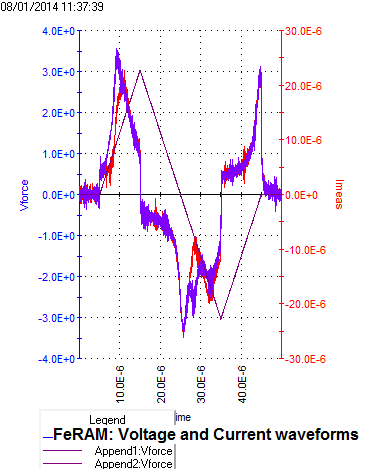 08/01/2014 11:37:39
4.0E+0
3.0E+0
2.0E+0
1.0E+0
0.0E+0
-1.0E+0
-2.0E+0
-3.0E+0
-4.0E+0
Vforce
30.0E-6
20.0E-6
10.0E-6
0.0E+0
-10.0E-6
-20.0E-6
-30.0E-6
Imeas
10.0E-6
20.0E-6
30.0E-6
40.0E-6
Legend
ime
FeRAM: Voltage and Current waveforms
Append1:Vforce
Append2:Vforce